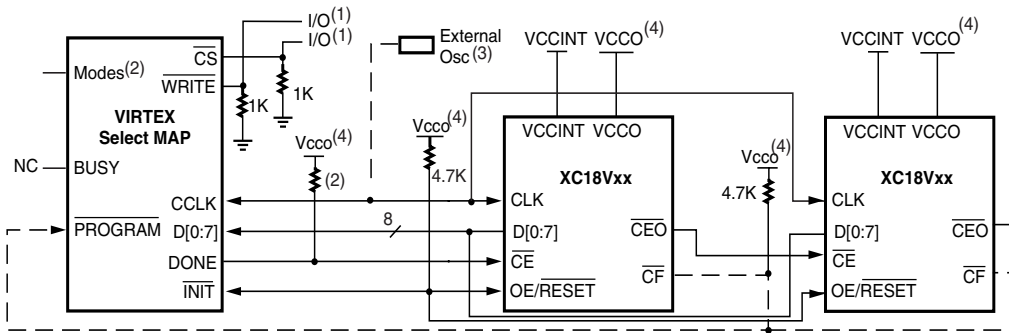 I/O(1)
I/O(1)
External
Osc (3)
VCCINT VCCO(4)
VCCINT VCCO(4)
CS
Modes(2)
WRITE
1K
1K
VIRTEX
Select MAP
Vcco(4)
Vcco(4)
VCCINT VCCO
VCCINT VCCO
NC
BUSY
(2)
4.7K
XC18Vxx
Vcco(4)
4.7K
XC18Vxx
CCLK
CLK
CLK
PROGRAM
D[0:7]
8
D[0:7]
CEO
D[0:7]
CEO
DONE
CE
CF
CE
CF
INIT
OE/RESET
OE/RESET